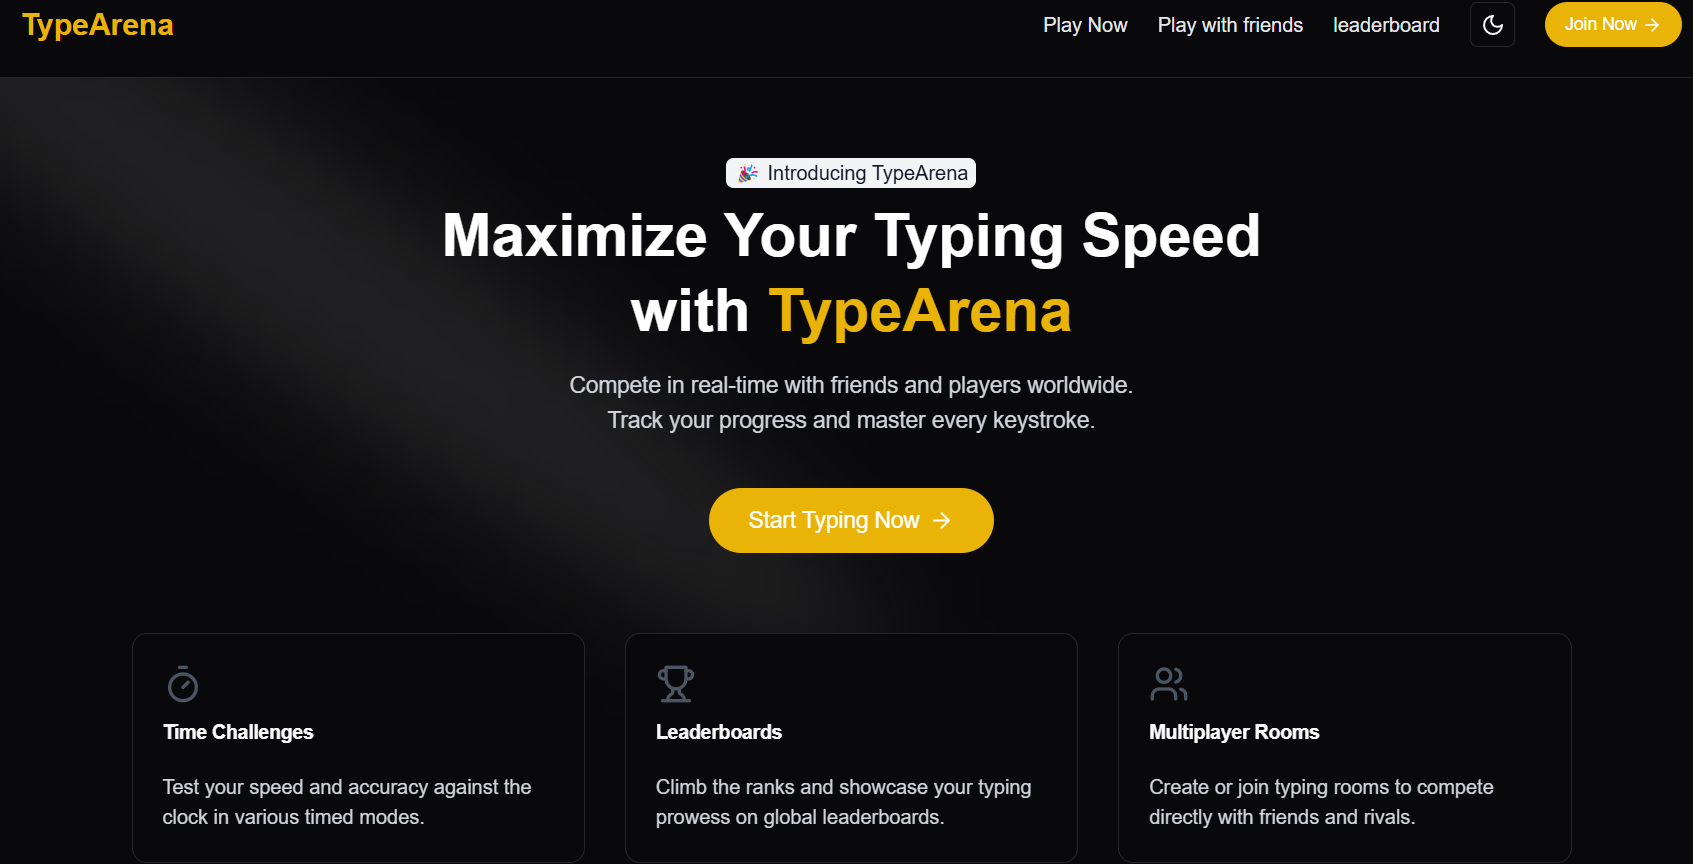 TypeArena
Play Now
Play with friends
leaderboard
Join Now →
🎉 Introducing TypeArena
Maximize Your Typing Speed
with TypeArena
Compete in real-time with friends and players worldwide.
Track your progress and master every keystroke.
Start Typing Now →
Time Challenges
Test your speed and accuracy against the
clock in various timed modes.
Leaderboards
Climb the ranks and showcase your typing
prowess on global leaderboards.
Multiplayer Rooms
Create or join typing rooms to compete
directly with friends and rivals.